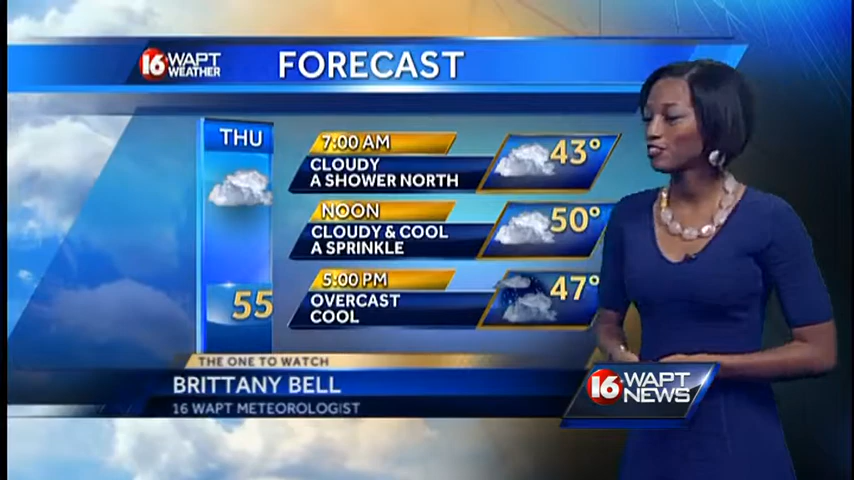 16 WAPT
WEATHER
FORECAST
THU
55
7:00 AM
CLOUDY
A SHOWER NORTH
43°
NOON
CLOUDY & COOL
A SPRINKLE
50°
5:00 PM
OVERCAST
COOL
47°
THE ONE TO WATCH
BRITTANY BELL
16 WAPT METEOROLOGIST
16 WAPT
NEWS